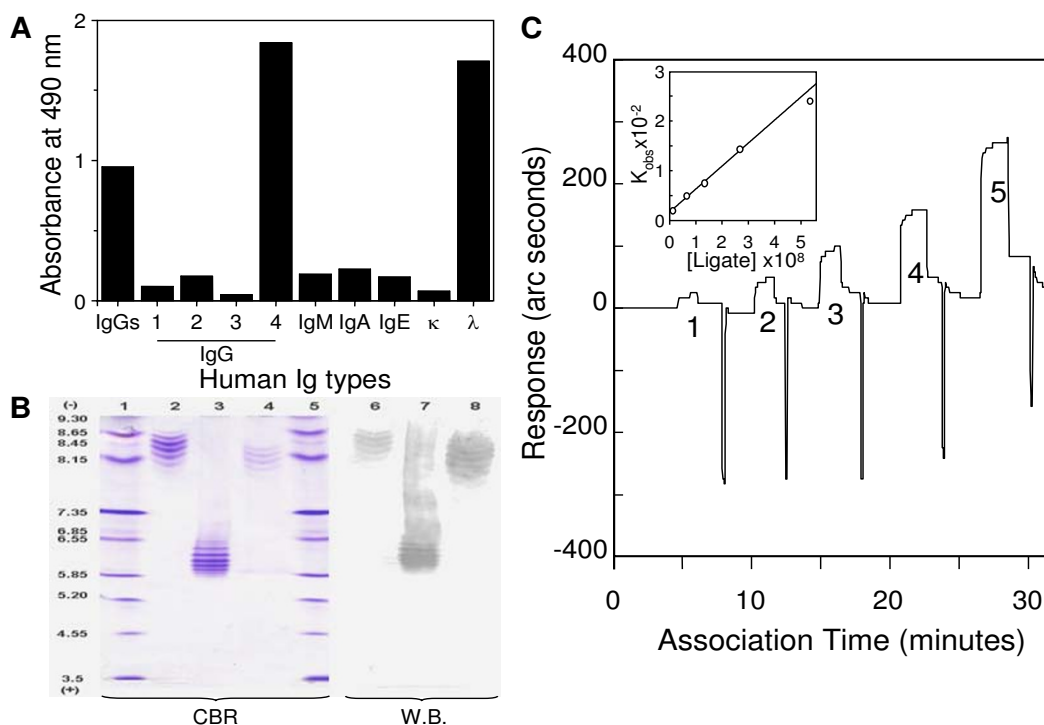 A
Absorbance at 490 nm
2
1
0
IgGs 1 2 3 4 IgM IgA IgE κ λ
IgG
Human Ig types
B
(-) 1 2 3 4 5 6 7 8
9.30
8.65
8.45
8.15
7.35
6.85
6.55
5.85
5.20
4.55
3.5
(+)
CBR W.B.
C
Response (arc seconds)
400
200
0
-200
-400
K_obs x10^-2
3
2
1
0
0 1 2 3 4 5
[Ligate] x10^8
1 2 3 4 5
0 10 20 30
Association Time (minutes)